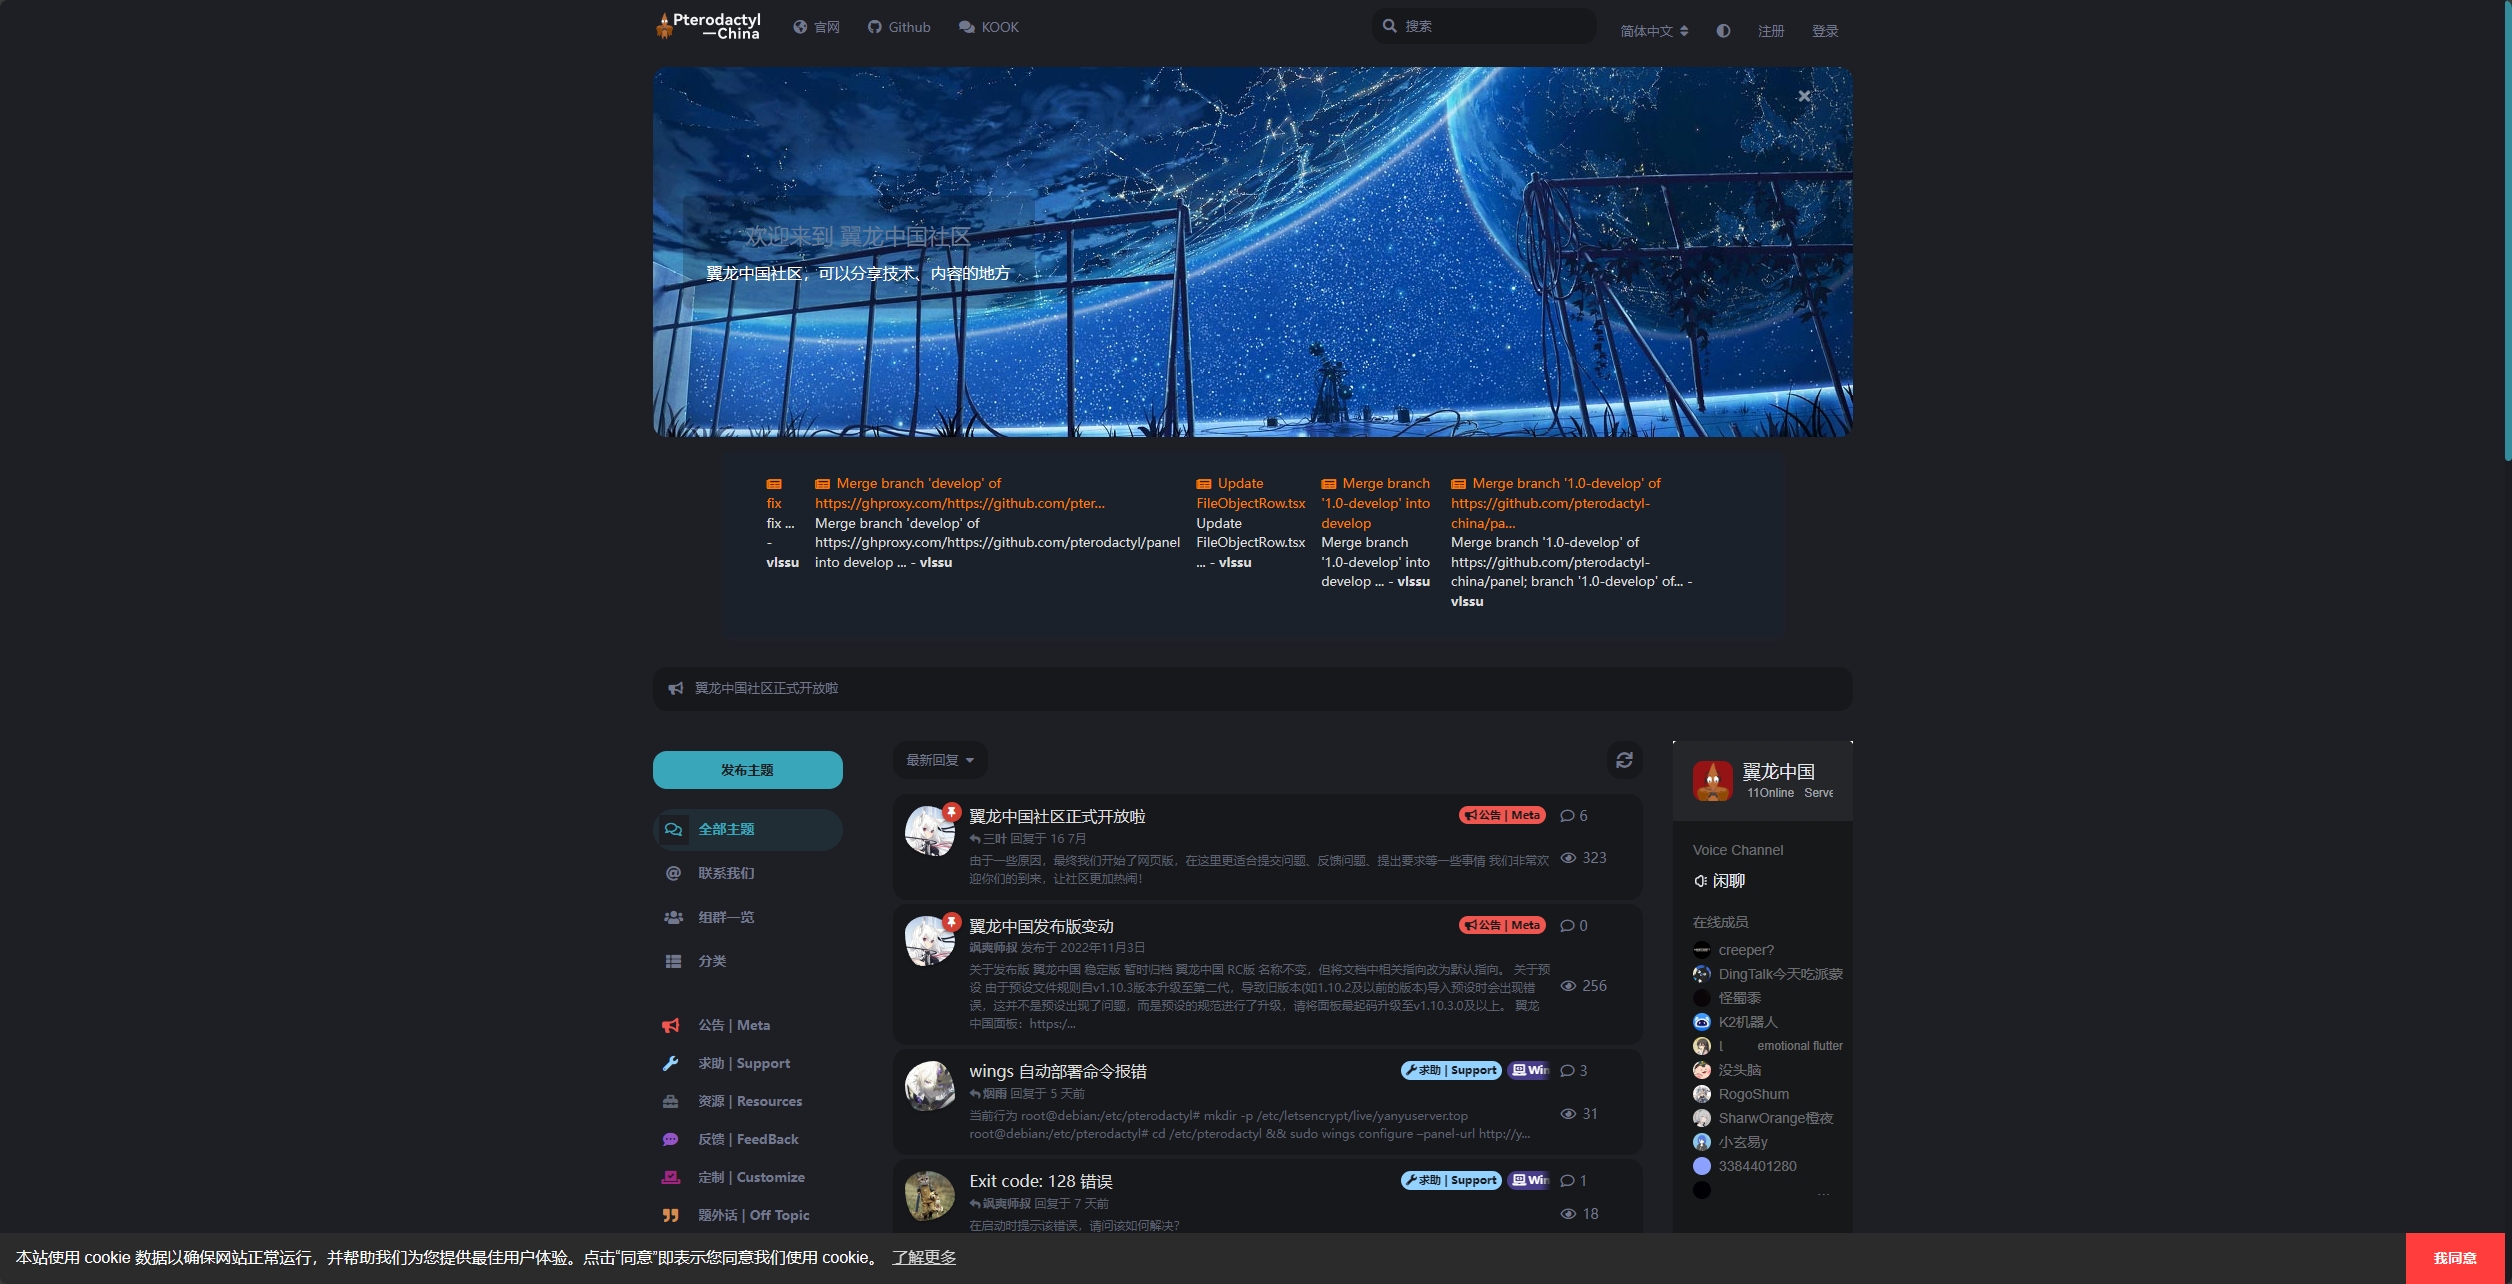 Pterodactyl
—China
官网
Github
KOOK
搜索
简体中文
注册
登录
欢迎来到 翼龙中国社区
翼龙中国社区，可以分享技术、内容的地方
fix
fix ...
-
vlssu
Merge branch 'develop' of
https://ghproxy.com/https://github.com/pter...
Merge branch 'develop' of
https://ghproxy.com/https://github.com/pterodactyl/panel
into develop ... - vlssu
Update
FileObjectRow.tsx
Update
FileObjectRow.tsx
... - vlssu
Merge branch
'1.0-develop' into
develop
Merge branch
'1.0-develop' into
develop ... - vlssu
Merge branch '1.0-develop' of
https://github.com/pterodactyl-
china/pa...
Merge branch '1.0-develop' of
https://github.com/pterodactyl-
china/panel; branch '1.0-develop' of... -
vlssu
翼龙中国社区正式开放啦
发布主题
全部主题
联系我们
组群一览
分类
公告 | Meta
求助 | Support
资源 | Resources
反馈 | FeedBack
定制 | Customize
题外话 | Off Topic
最新回复
翼龙中国社区正式开放啦
公告 | Meta
6
三叶 回复于 16 7月
由于一些原因，最终我们开始了网页版，在这里更适合提交问题、反馈问题、提出要求等一些事情 我们非常欢
迎你们的到来，让社区更加热闹！
323
翼龙中国发布版变动
公告 | Meta
0
飒爽师叔 发布于 2022年11月3日
关于发布版 翼龙中国 稳定版 暂时归档 翼龙中国 RC版 名称不变，但将文档中相关指向改为默认指向。 关于预
设 由于预设文件规则自v1.10.3版本升级至第二代，导致旧版本(如1.10.2及以前的版本)导入预设时会出现错
误，这并不是预设出现了问题，而是预设的规范进行了升级，请将面板最起码升级至v1.10.3.0及以上。 翼龙
中国面板：https:/...
256
wings 自动部署命令报错
求助 | Support
Win
3
烟雨 回复于 5 天前
当前行为 root@debian:/etc/pterodactyl# mkdir -p /etc/letsencrypt/live/yanyuserver.top
root@debian:/etc/pterodactyl# cd /etc/pterodactyl && sudo wings configure –panel-url http://y...
31
Exit code: 128 错误
求助 | Support
Win
1
飒爽师叔 回复于 7 天前
在启动时提示该错误，请问该如何解决?
18
翼龙中国
11Online Serve
Voice Channel
闲聊
在线成员
creeper?
DingTalk今天吃派蒙
怪蜀黍
K2机器人
emotional flutter
没头脑
RogoShum
SharwOrange橙夜
小玄易y
3384401280
...
本站使用 cookie 数据以确保网站正常运行，并帮助我们为您提供最佳用户体验。点击“同意”即表示您同意我们使用 cookie。 了解更多
我同意